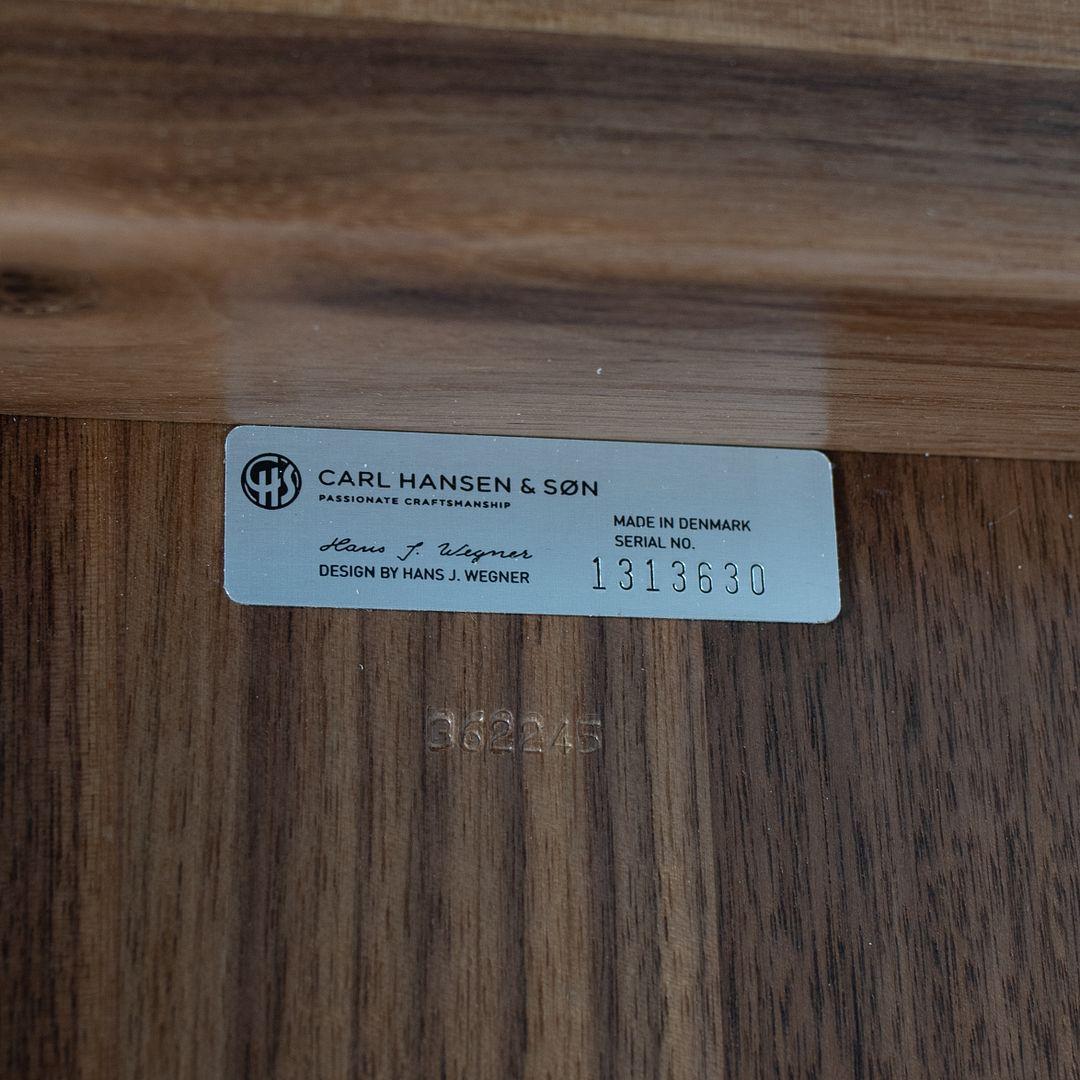 CHS
CARL HANSEN & SØN
PASSIONATE CRAFTSMANSHIP
Hans J. Wegner
DESIGN BY HANS J. WEGNER
MADE IN DENMARK
SERIAL NO.
1313630
362245